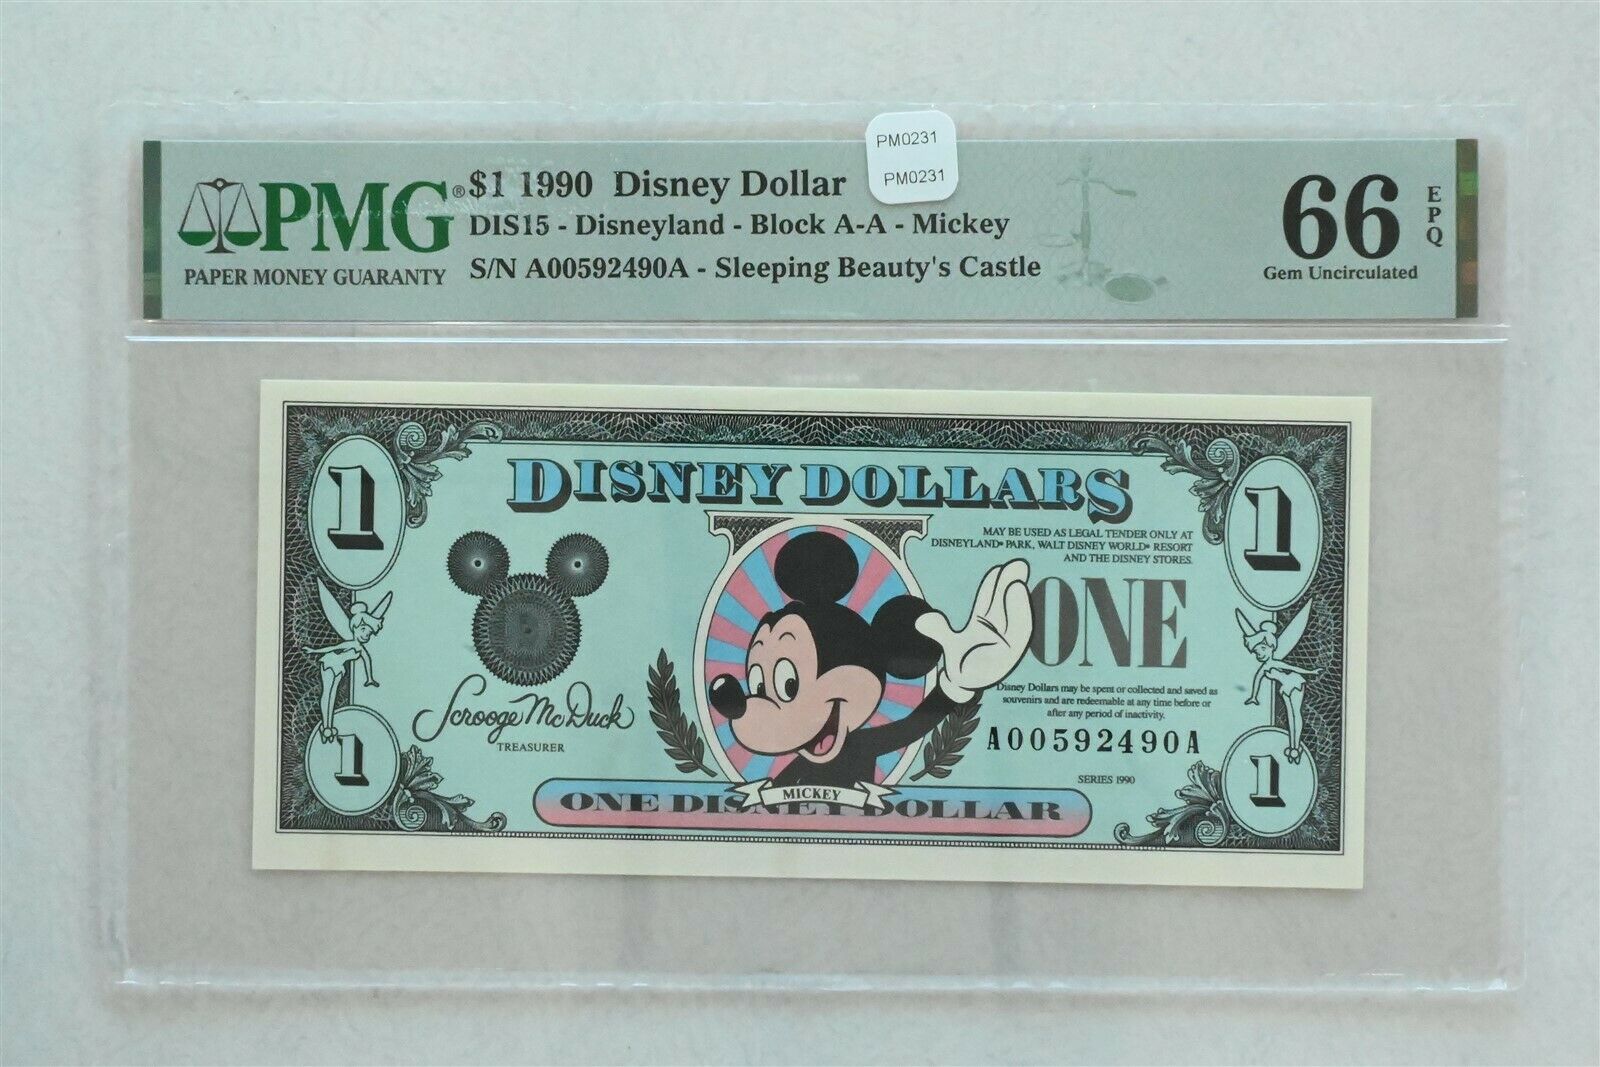 PM0231
PM0231
PMG®
PAPER MONEY GUARANTY
$1 1990 Disney Dollar
DIS15 - Disneyland - Block A-A - Mickey
S/N A00592490A - Sleeping Beauty's Castle
66
EPQ
Gem Uncirculated
1
DISNEY DOLLARS
1
MAY BE USED AS LEGAL TENDER ONLY AT
DISNEYLAND® PARK, WALT DISNEY WORLD® RESORT
AND THE DISNEY STORES.
ONE
Disney Dollars may be spent or collected and saved as
souvenirs and are redeemable at any time before or
after any period of inactivity.
Scrooge McDuck
TREASURER
A00592490A
SERIES 1990
1
MICKEY
ONE DISNEY DOLLAR
1